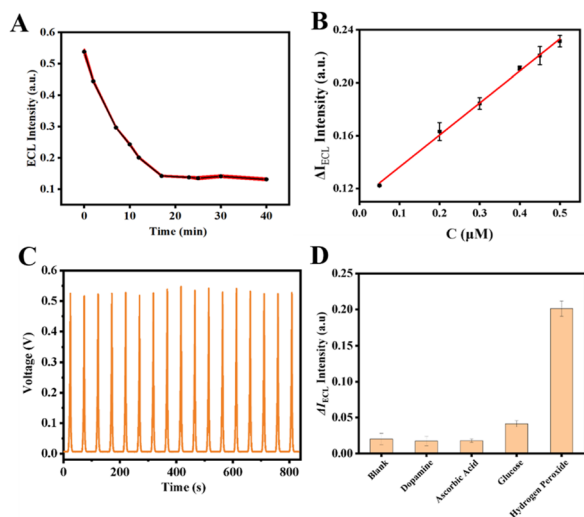 A
ECL Intensity (a.u.)
0.6
0.5
0.4
0.3
0.2
0.1
0
10
20
30
40
Time (min)
B
ΔI_ECL Intensity (a.u.)
0.24
0.20
0.16
0.12
0.0
0.1
0.2
0.3
0.4
0.5
C (μM)
C
Voltage (V)
0.6
0.5
0.4
0.3
0.2
0.1
0.0
0
200
400
600
800
Time (s)
D
ΔI_ECL Intensity (a.u)
0.25
0.20
0.15
0.10
0.05
0.00
Blank
Dopamine
Ascorbic Acid
Glucose
Hydrogen Peroxide